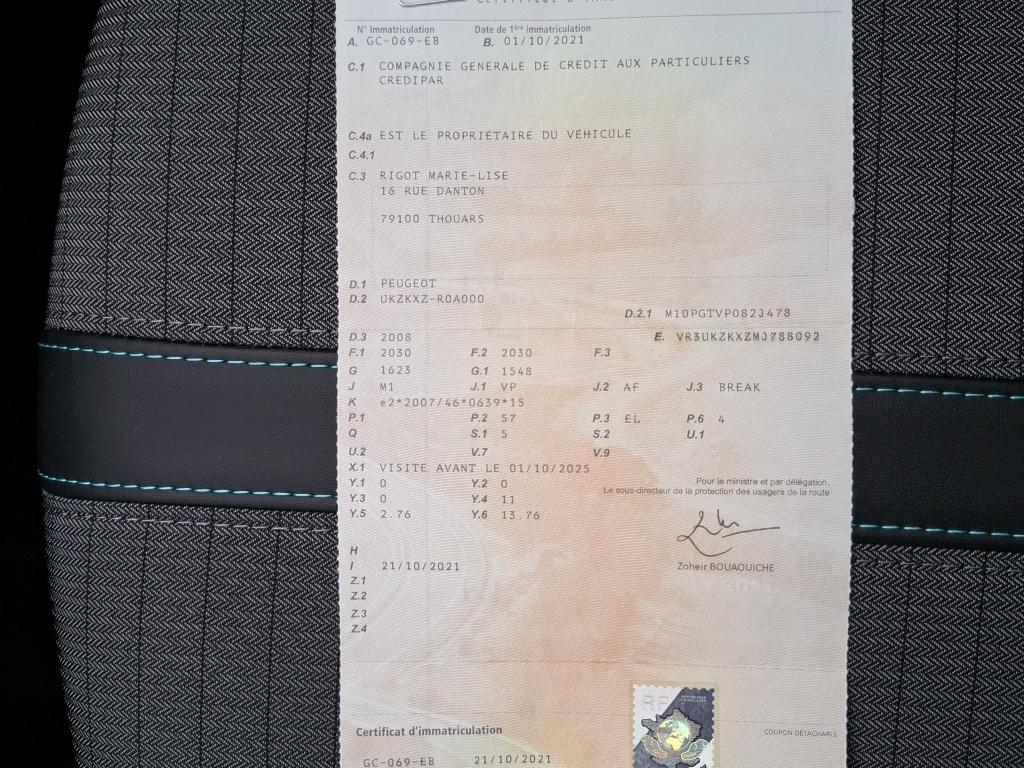 N° Immatriculation Date de 1ère immatriculation
A. GC-069-EB B. 01/10/2021
C.1 COMPAGNIE GENERALE DE CREDIT AUX PARTICULIERS
CREDIPAR
C.4a EST LE PROPRIÉTAIRE DU VÉHICULE
C.4.1
C.3 RIGOT MARIE-LISE
16 RUE DANTON
79100 THOUARS
D.1 PEUGEOT
D.2 UKZKXZ-R0A000
D.2.1 M10PGTVP082J478
D.3 2008 E. VR3UKZKXZMJ788092
F.1 2030 F.2 2030 F.3
G 1623 G.1 1548
J M1 J.1 VP J.2 AF J.3 BREAK
K e2*2007/46*0639*15
P.1 P.2 57 P.3 EL P.6 4
Q S.1 5 S.2 U.1
U.2 V.7 V.9
X.1 VISITE AVANT LE 01/10/2025
Y.1 0 Y.2 0
Y.3 0 Y.4 11
Y.5 2.76 Y.6 13.76
Pour le ministre et par délégation,
Le sous-directeur de la protection des usagers de la route
Zoheir BOUAOUICHE
H
I 21/10/2021
Z.1
Z.2
Z.3
Z.4
RF RÉPUBLIQUE FRANÇAISE
Certificat d'immatriculation COUPON DÉTACHABLE
GC-069-EB 21/10/2021